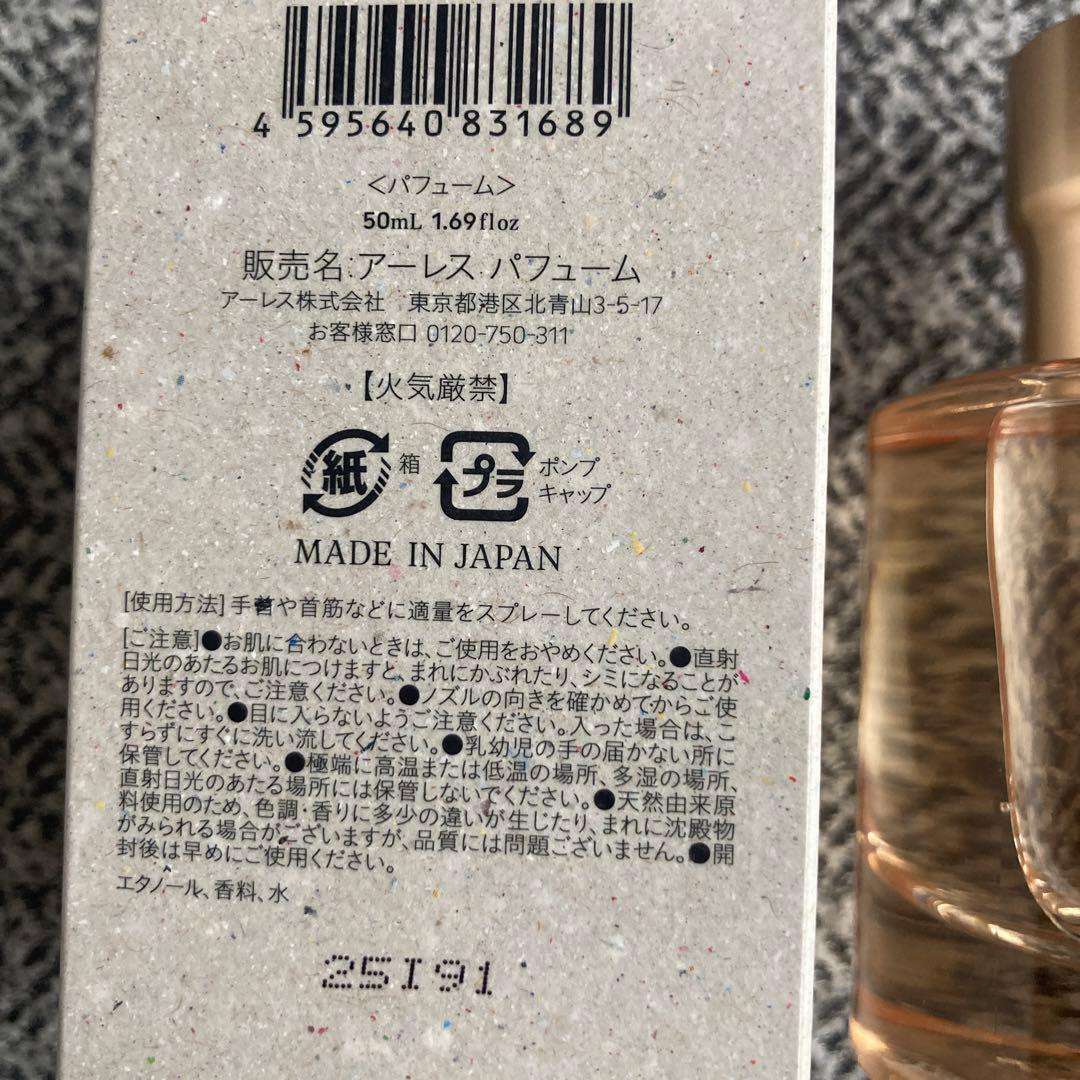 4 595640 831689
＜パフューム＞
50mL 1.69floz
販売名:アーレス パフューム
アーレス株式会社　東京都港区北青山3-5-17
お客様窓口 0120-750-311
【火気厳禁】
紙 箱 プラ ポンプ
キャップ
MADE IN JAPAN
[使用方法] 手首や首筋などに適量をスプレーしてください。
[ご注意]●お肌に合わないときは、ご使用をおやめください。●直射
日光のあたるお肌につけますと、まれにかぶれたり、シミになることが
ありますので、ご注意ください。●ノズルの向きを確かめてからご使
用ください。●目に入らないようご注意ください。入った場合は、こ
すらずにすぐに洗い流してください。●乳幼児の手の届かない所に
保管してください。●極端に高温または低温の場所、多湿の場所、
直射日光のあたる場所には保管しないでください。●天然由来原
料使用のため、色調・香りに多少の違いが生じたり、まれに沈殿物
がみられる場合がございますが、品質には問題ございません。●開
封後は早めにご使用ください。
エタノール、香料、水
25I91